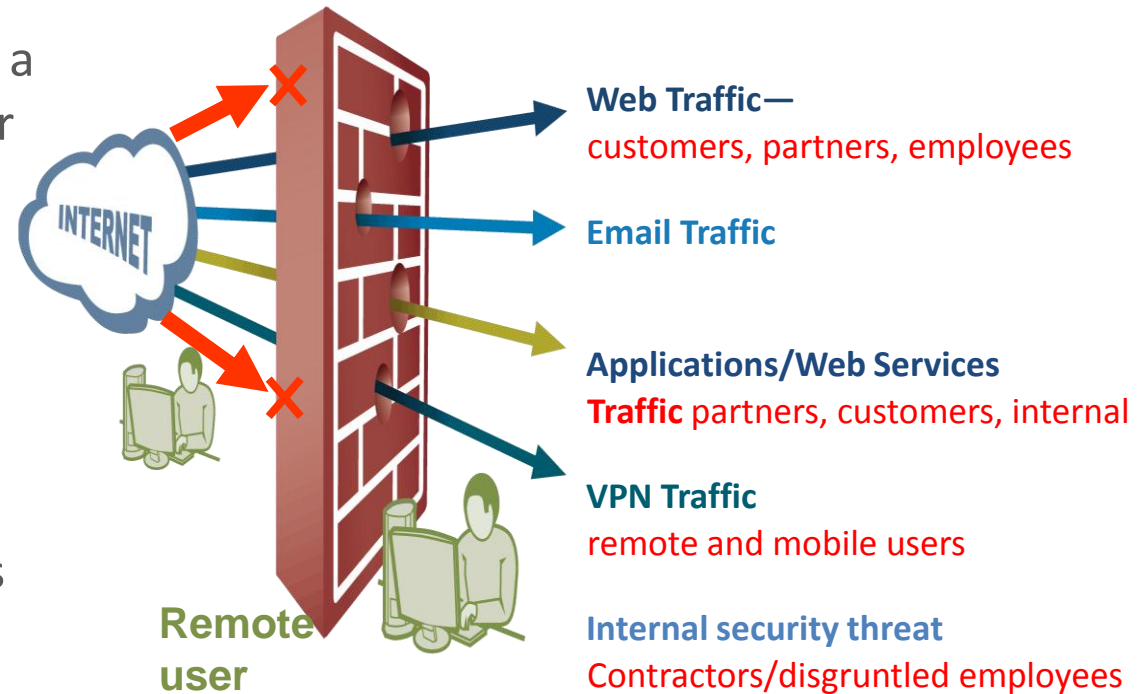 a
r
INTERNET
Web Traffic—
customers, partners, employees
Email Traffic
Applications/Web Services
Traffic partners, customers, internal
VPN Traffic
remote and mobile users
s
Remote
user
Internal security threat
Contractors/disgruntled employees